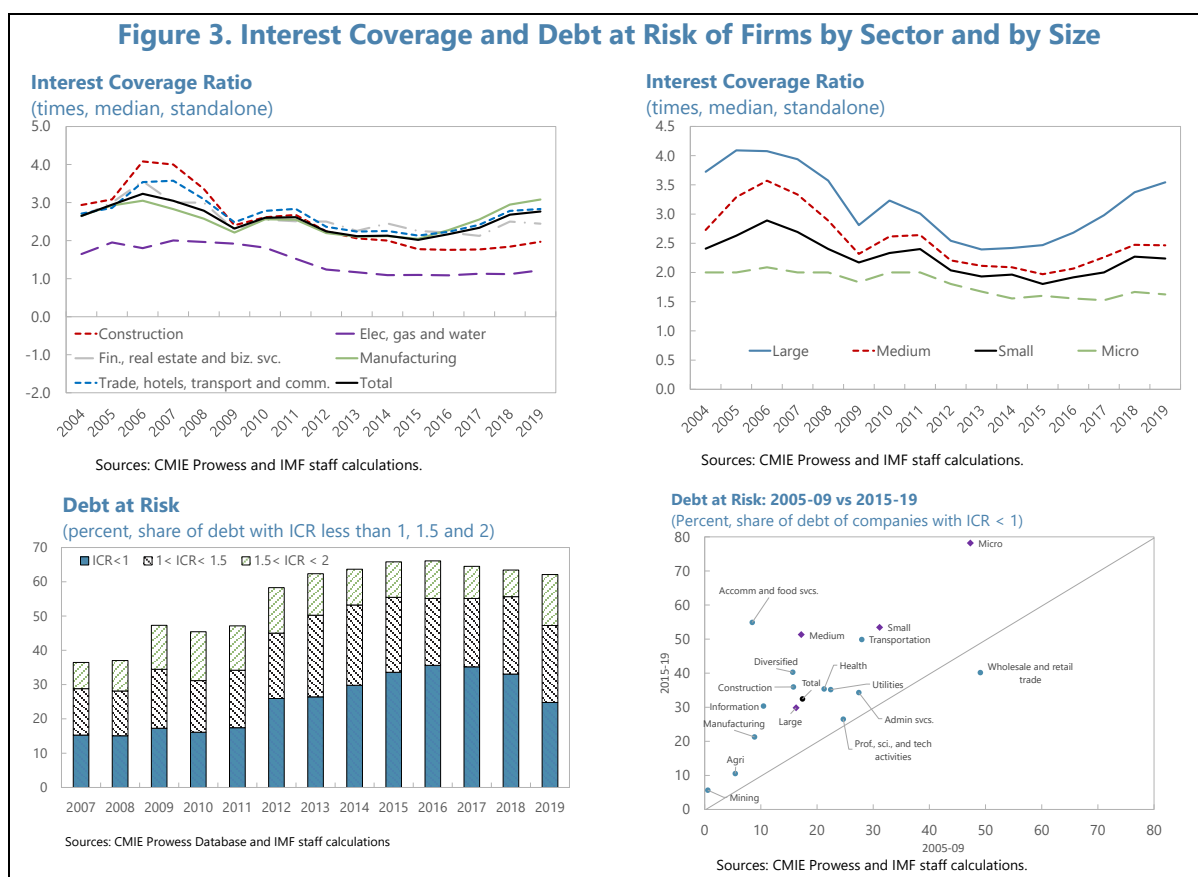 Figure 3. Interest Coverage and Debt at Risk of Firms by Sector and by Size
Interest Coverage Ratio
(times, median, standalone)
5.0
4.0
3.0
2.0
1.0
0.0
-1.0
-2.0
Construction
Elec, gas and water
Fin., real estate and biz. svc.
Manufacturing
Trade, hotels, transport and comm.
Total
2004 2005 2006 2007 2008 2009 2010 2011 2012 2013 2014 2015 2016 2017 2018 2019
Sources: CMIE Prowess and IMF staff calculations.
Interest Coverage Ratio
(times, median, standalone)
4.5
4.0
3.5
3.0
2.5
2.0
1.5
1.0
0.5
0.0
Large Medium Small Micro
2004 2005 2006 2007 2008 2009 2010 2011 2012 2013 2014 2015 2016 2017 2018 2019
Sources: CMIE Prowess and IMF staff calculations.
Debt at Risk
(percent, share of debt with ICR less than 1, 1.5 and 2)
70
60
50
40
30
20
10
0
ICR<1 1< ICR< 1.5 1.5< ICR < 2
2007 2008 2009 2010 2011 2012 2013 2014 2015 2016 2017 2018 2019
Sources: CMIE Prowess Database and IMF staff calculations
Debt at Risk: 2005-09 vs 2015-19
(Percent, share of debt of companies with ICR < 1)
80
70
60
50
40
30
20
10
0
2015-19
Micro
Accomm and food svcs.
Medium
Small
Transportation
Diversified
Health
Wholesale and retail
trade
Construction
Total
Utilities
Information
Large
Admin svcs.
Manufacturing
Prof., sci., and tech
activities
Agri
Mining
0 10 20 30 40 50 60 70 80
2005-09
Sources: CMIE Prowess and IMF staff calculations.